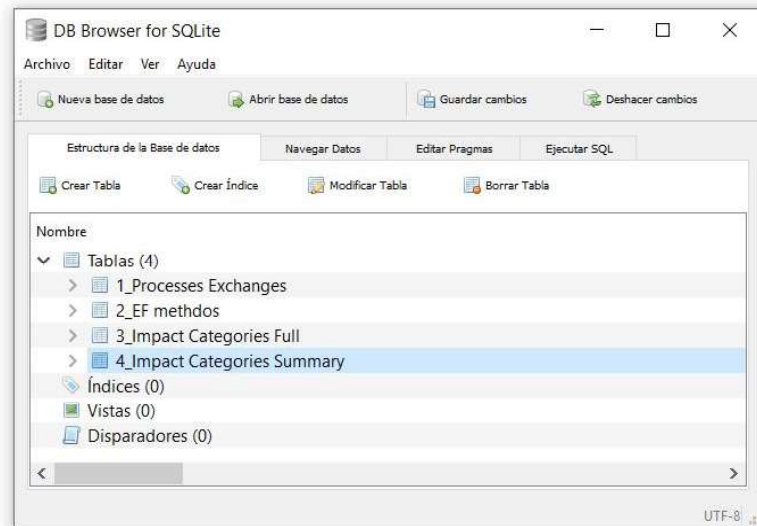 DB Browser for SQLite
Archivo Editar Ver Ayuda
Nueva base de datos Abrir base de datos Guardar cambios Deshacer cambios
Estructura de la Base de datos Navegar Datos Editar Pragmas Ejecutar SQL
Crear Tabla Crear Índice Modificar Tabla Borrar Tabla
Nombre
Tablas (4)
1_Processes Exchanges
2_EF methdos
3_Impact Categories Full
4_Impact Categories Summary
Índices (0)
Vistas (0)
Disparadores (0)
UTF-8